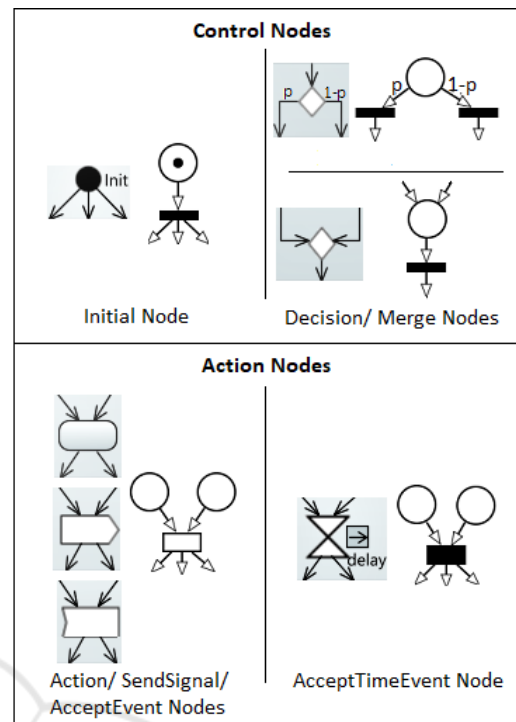 Control Nodes
Init
Initial Node
p
1-p
p
1-p
Decision/ Merge Nodes
Action Nodes
Action/ SendSignal/
AcceptEvent Nodes
delay
AcceptTimeEvent Node